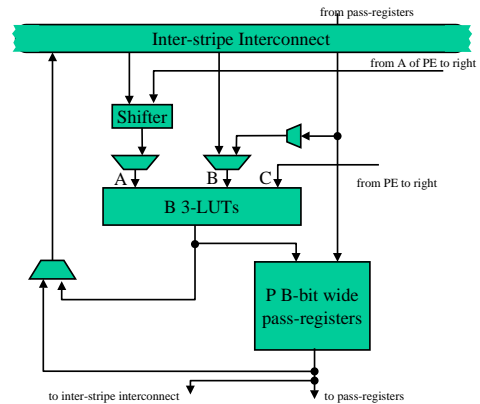 from pass-registers
Inter-stripe Interconnect
from A of PE to right
Shifter
A
B
C
from PE to right
B 3-LUTs
P B-bit wide
pass-registers
to inter-stripe interconnect
to pass-registers